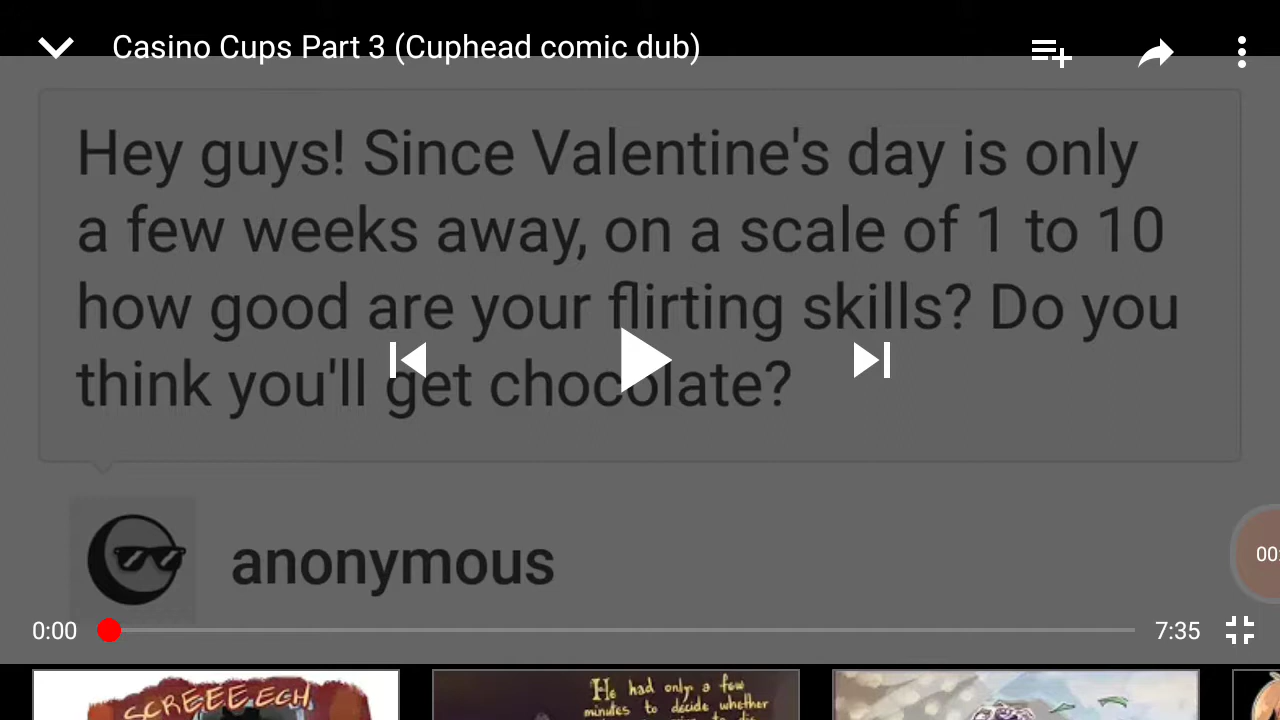 Casino Cups Part 3 (Cuphead comic dub)
Hey guys! Since Valentine's day is only
a few weeks away, on a scale of 1 to 10
how good are your flirting skills? Do you
think you'll get chocolate?
anonymous
00:
0:00
7:35
SCREEEEGH
He had only a few
minutes to decide whether